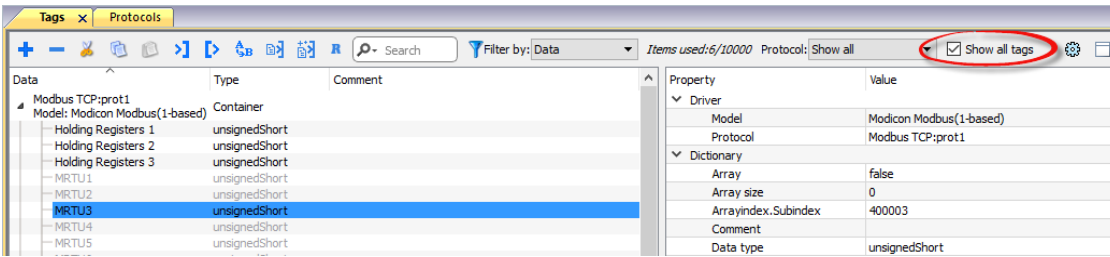 Tags x Protocols
R Search Filter by: Data Items used:6/10000 Protocol: Show all Show all tags
Data Type Comment Property Value
Modbus TCP:prot1
Model: Modicon Modbus(1-based) Container
Driver
Holding Registers 1 unsignedShort Model Modicon Modbus(1-based)
Holding Registers 2 unsignedShort Protocol Modbus TCP:prot1
Holding Registers 3 unsignedShort Dictionary
MRTU1 unsignedShort Array false
MRTU2 unsignedShort Array size 0
MRTU3 unsignedShort Arrayindex.Subindex 400003
MRTU4 unsignedShort Comment
MRTU5 unsignedShort Data type unsignedShort